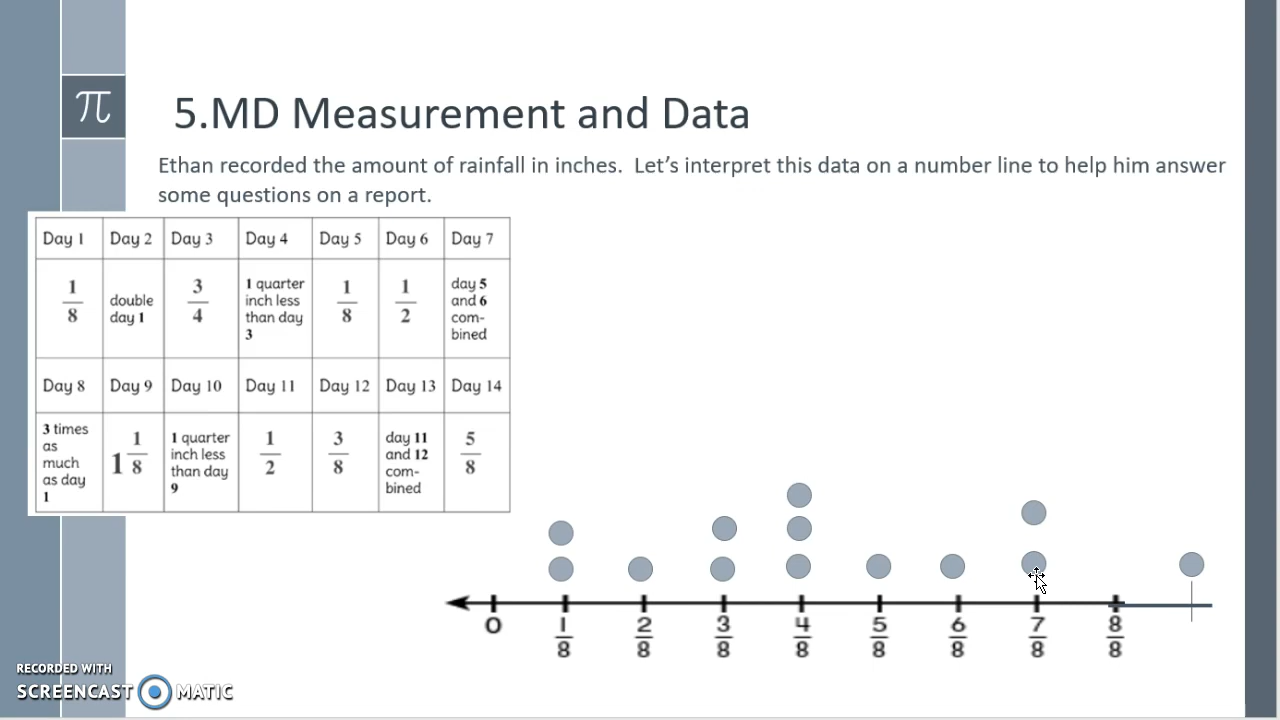 π
5.MD Measurement and Data
Ethan recorded the amount of rainfall in inches.  Let’s interpret this data on a number line to help him answer
some questions on a report.
Day 1 Day 2 Day 3 Day 4 Day 5 Day 6 Day 7
1/8
double
day 1
3/4
1 quarter
inch less
than day
3
1/8
1/2
day 5
and 6
com-
bined
Day 8 Day 9 Day 10 Day 11 Day 12 Day 13 Day 14
3 times
as
much
as day
1
1 1/8
1 quarter
inch less
than day
9
1/2
3/8
day 11
and 12
com-
bined
5/8
0 1/8 2/8 3/8 4/8 5/8 6/8 7/8 8/8
RECORDED WITH
SCREENCAST MATIC